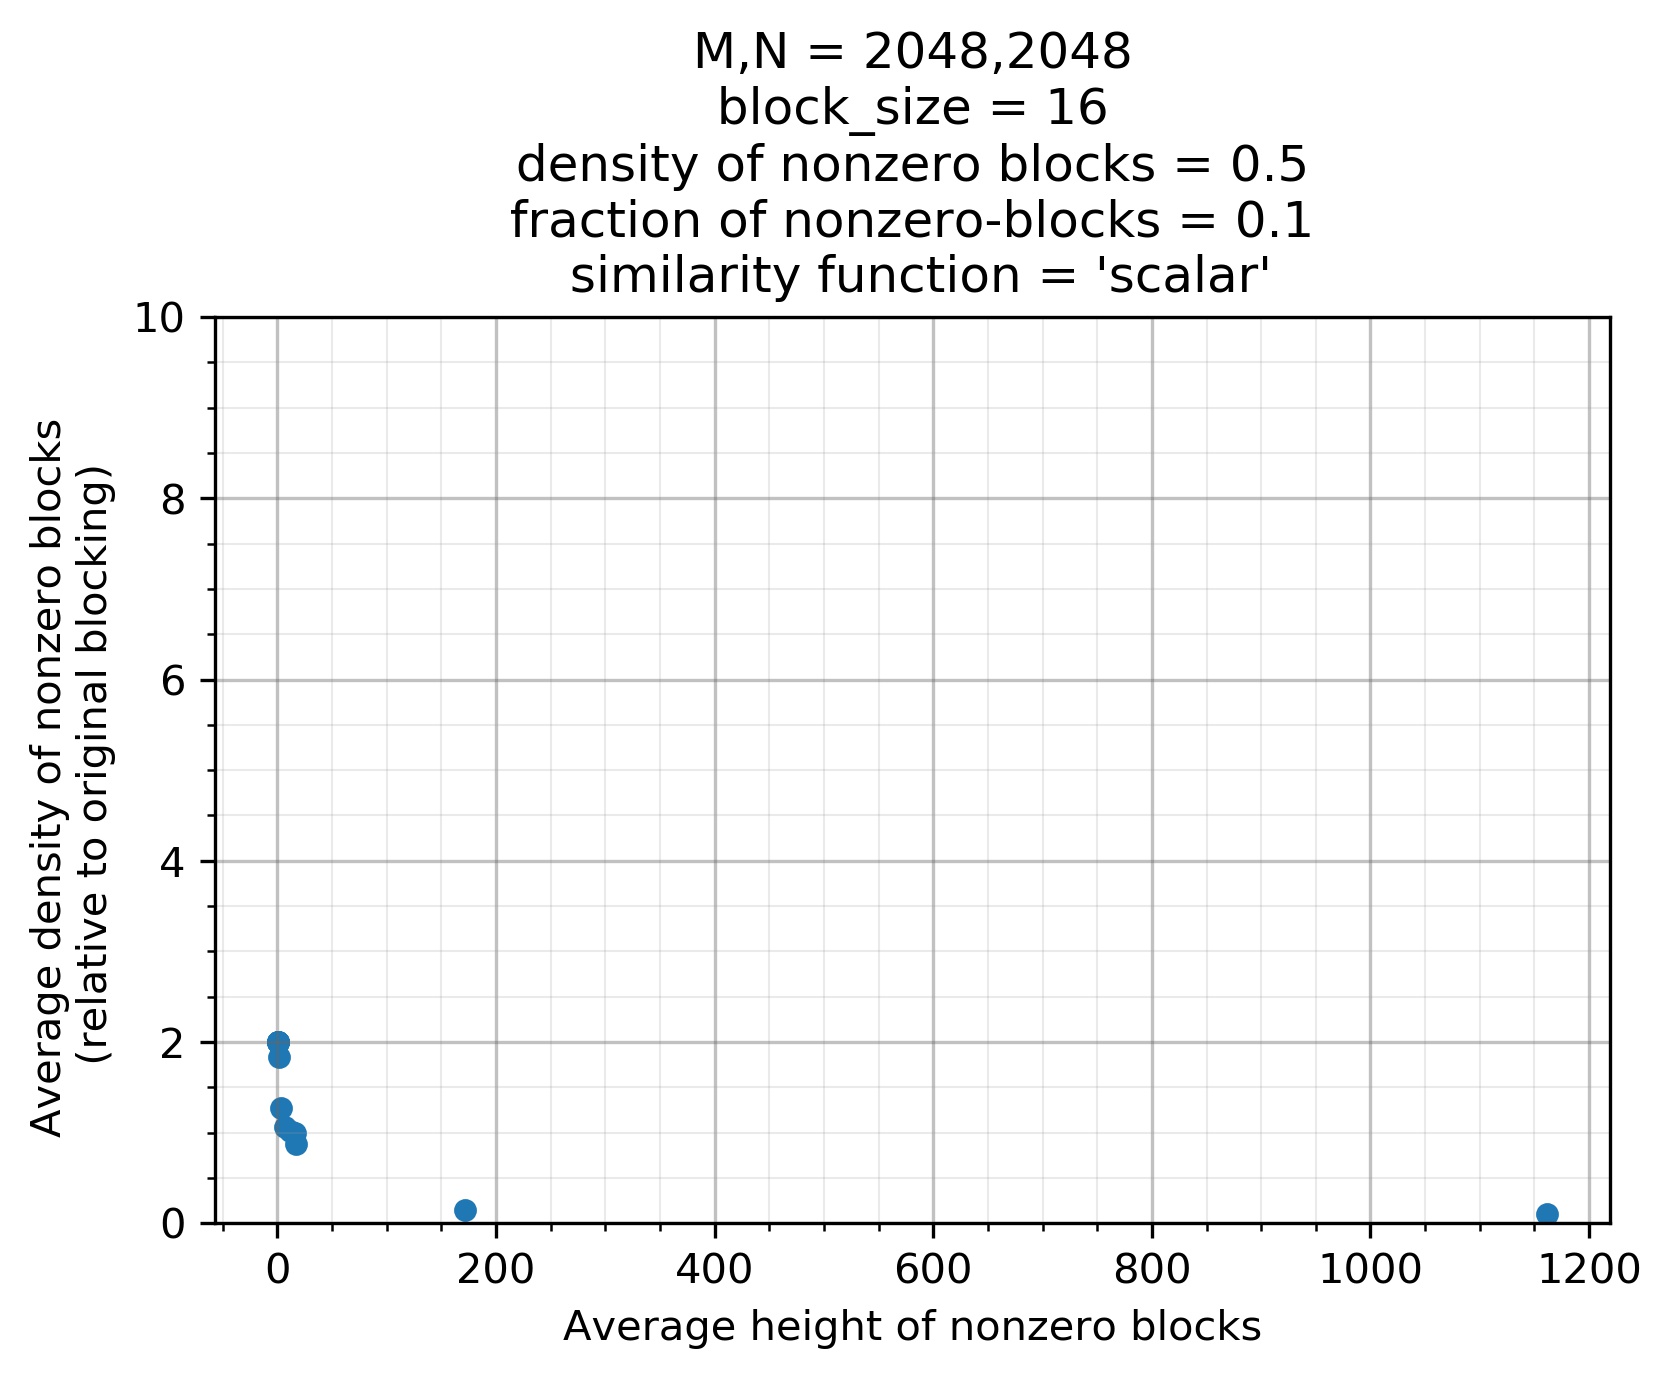 M,N = 2048,2048
block_size = 16
density of nonzero blocks = 0.5
fraction of nonzero-blocks = 0.1
similarity function = 'scalar'
Average density of nonzero blocks
(relative to original blocking)
10
8
6
4
2
0
0 200 400 600 800 1000 1200
Average height of nonzero blocks